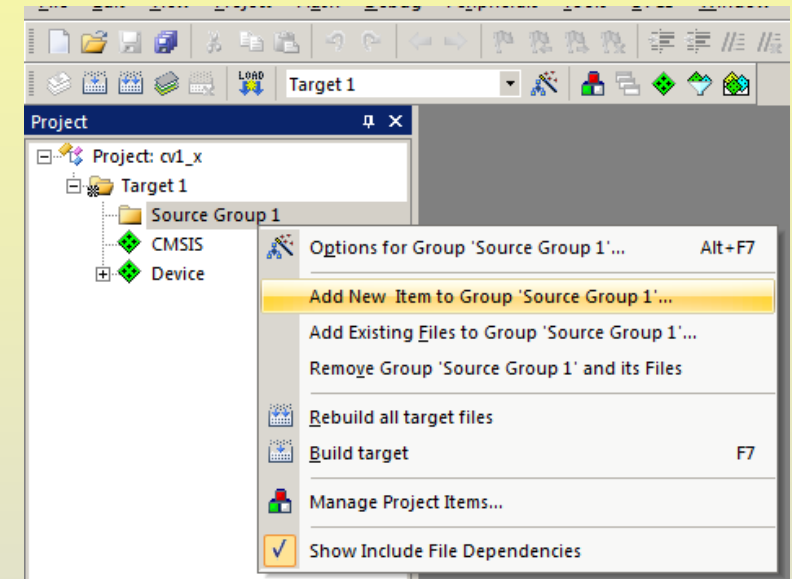 LOAD
Target 1
Project
Project: cv1_x
Target 1
Source Group 1
CMSIS
Device
Options for Group 'Source Group 1'... Alt+F7
Add New Item to Group 'Source Group 1'...
Add Existing Files to Group 'Source Group 1'...
Remove Group 'Source Group 1' and its Files
Rebuild all target files
Build target F7
Manage Project Items...
Show Include File Dependencies